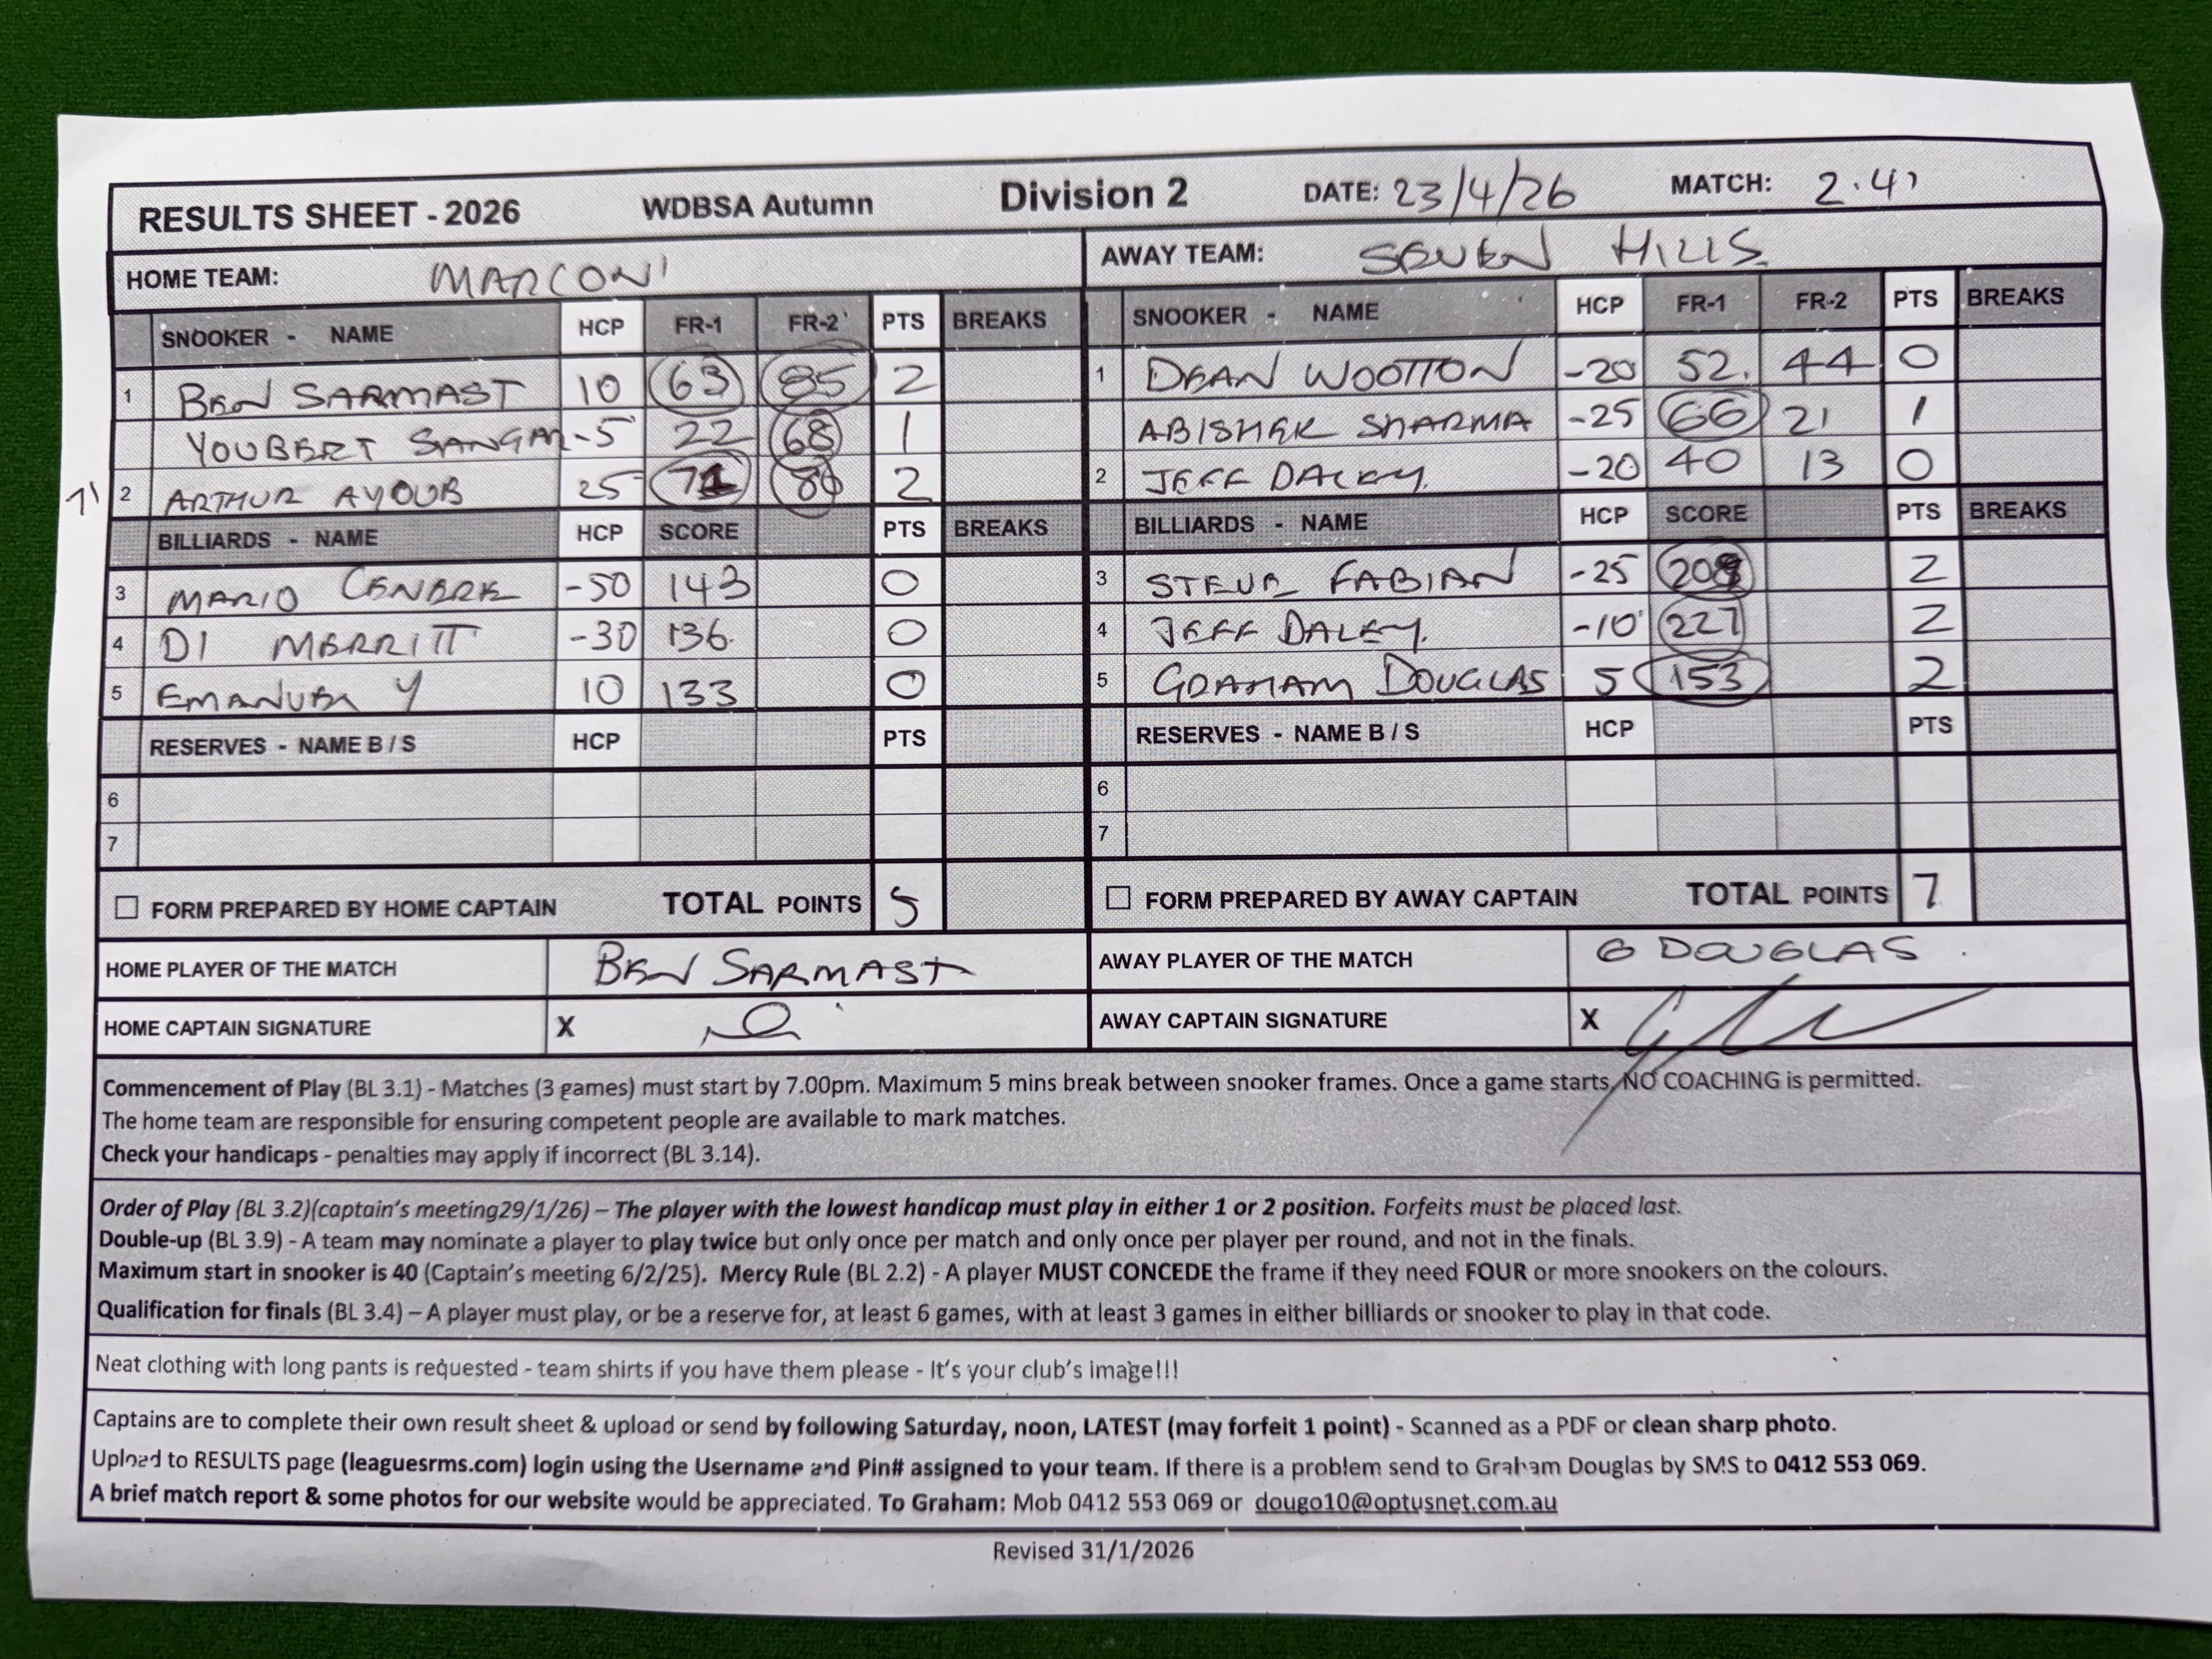 RESULTS SHEET - 2026 WDBSA Autumn Division 2 DATE: 23/4/26 MATCH: 2.41
HOME TEAM: MARCONI AWAY TEAM: SEVEN HILLS
SNOOKER - NAME HCP FR-1 FR-2 PTS BREAKS SNOOKER - NAME HCP FR-1 FR-2 PTS BREAKS
1 BEN SARMAST 10 63 85 2 1 DEAN WOOTTON -20 52 44 0
YOUBERT SANGAR -5 22 68 1 ABISHEK SHARMA -25 66 21 1
71 2 ARTHUR AYOUB 25 71 2 2 JEFF DALEY -20 40 13 0
BILLIARDS - NAME HCP SCORE PTS BREAKS BILLIARDS - NAME HCP SCORE PTS BREAKS
3 MARIO -50 143 0 3 STEVE FABIAN -25 2
4 DI MERRITT -30 136 0 4 JEFF DALEY -10 227 2
5 10 133 0 5 GRAHAM DOUGLAS 5 153 2
RESERVES - NAME B / S HCP PTS RESERVES - NAME B / S HCP PTS
6 6
7 7
FORM PREPARED BY HOME CAPTAIN TOTAL POINTS 5 FORM PREPARED BY AWAY CAPTAIN TOTAL POINTS 7
HOME PLAYER OF THE MATCH BEN SARMAST AWAY PLAYER OF THE MATCH G DOUGLAS
HOME CAPTAIN SIGNATURE X AWAY CAPTAIN SIGNATURE X
Commencement of Play (BL 3.1) - Matches (3 games) must start by 7.00pm. Maximum 5 mins break between snooker frames. Once a game starts, NO COACHING is permitted.
The home team are responsible for ensuring competent people are available to mark matches.
Check your handicaps - penalties may apply if incorrect (BL 3.14).
Order of Play (BL 3.2)(captain's meeting29/1/26) – The player with the lowest handicap must play in either 1 or 2 position. Forfeits must be placed last.
Double-up (BL 3.9) - A team may nominate a player to play twice but only once per match and only once per player per round, and not in the finals.
Maximum start in snooker is 40 (Captain's meeting 6/2/25). Mercy Rule (BL 2.2) - A player MUST CONCEDE the frame if they need FOUR or more snookers on the colours.
Qualification for finals (BL 3.4) – A player must play, or be a reserve for, at least 6 games, with at least 3 games in either billiards or snooker to play in that code.
Neat clothing with long pants is requested - team shirts if you have them please - It's your club's image!!!
Captains are to complete their own result sheet & upload or send by following Saturday, noon, LATEST (may forfeit 1 point) - Scanned as a PDF or clean sharp photo.
Upload to RESULTS page (leaguesrms.com) login using the Username and Pin# assigned to your team. If there is a problem send to Graham Douglas by SMS to 0412 553 069.
A brief match report & some photos for our website would be appreciated. To Graham: Mob 0412 553 069 or dougo10@optusnet.com.au
Revised 31/1/2026